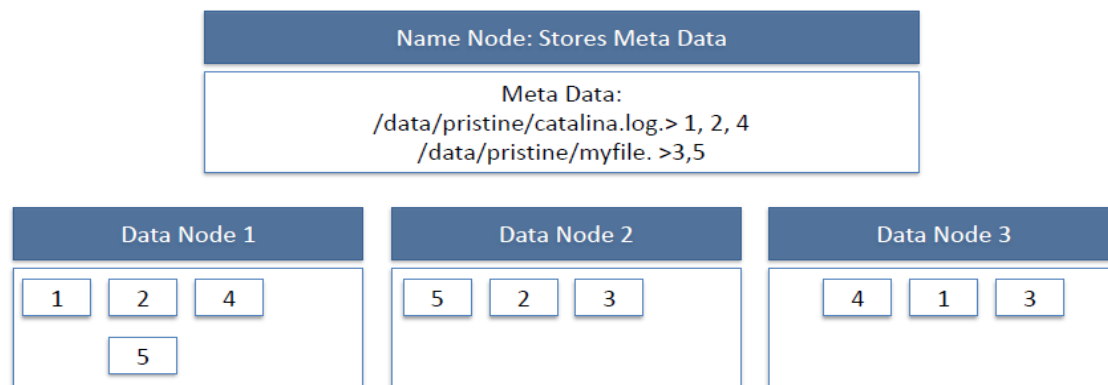 Name Node: Stores Meta Data
Meta Data:
/data/pristine/catalina.log.> 1, 2, 4
/data/pristine/myfile. >3,5
Data Node 1
Data Node 2
Data Node 3
1 2 4
5
5 2 3
4 1 3